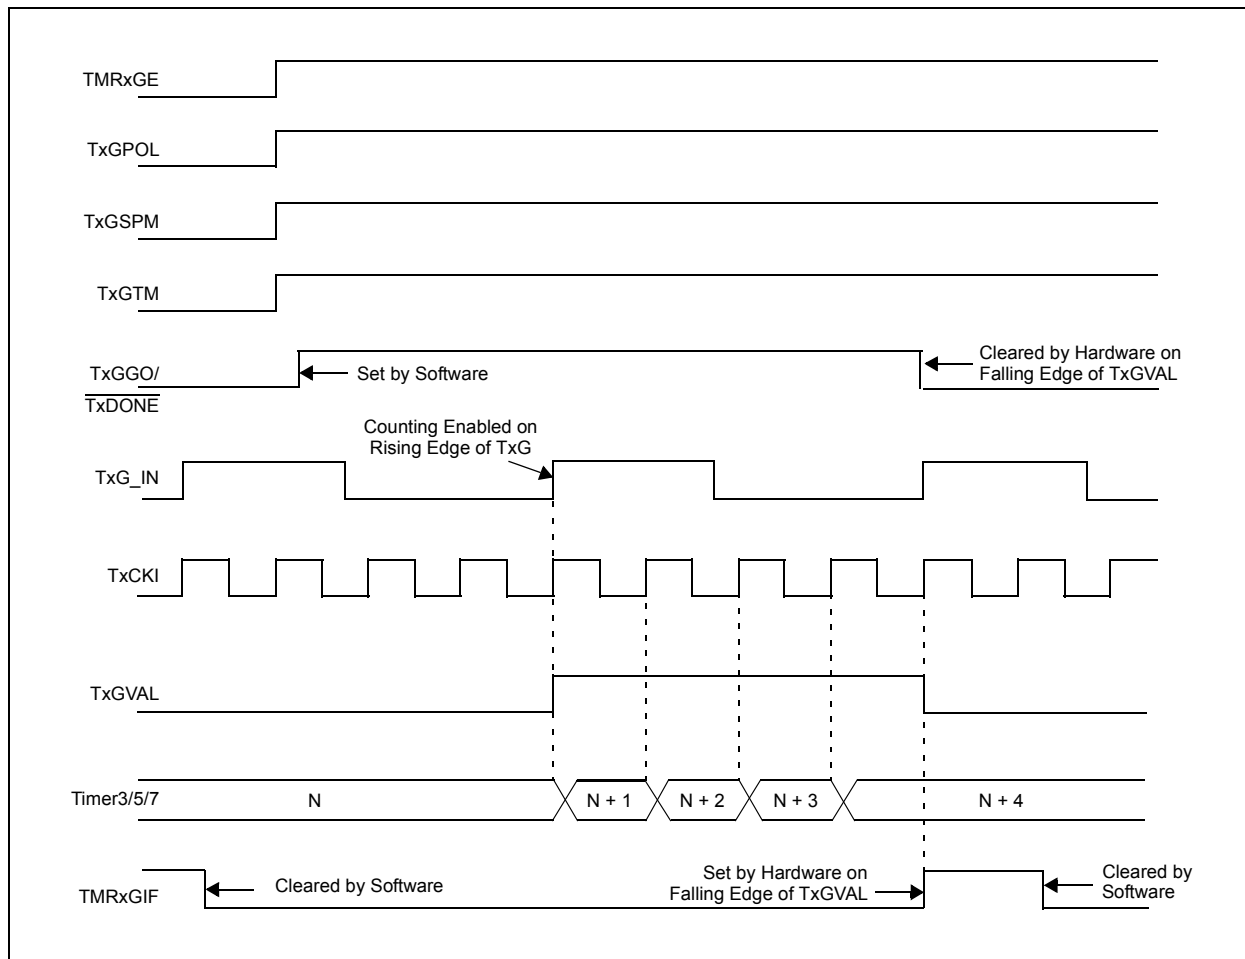 TMRxGE
TxGPOL
TxGSPM
TxGTM
TxGGO/
TxDONE
Set by Software
Cleared by Hardware on
Falling Edge of TxGVAL
Counting Enabled on
Rising Edge of TxG
TxG_IN
TxCKI
TxGVAL
Timer3/5/7
N
N + 1
N + 2
N + 3
N + 4
TMRxGIF
Cleared by Software
Set by Hardware on
Falling Edge of TxGVAL
Cleared by
Software